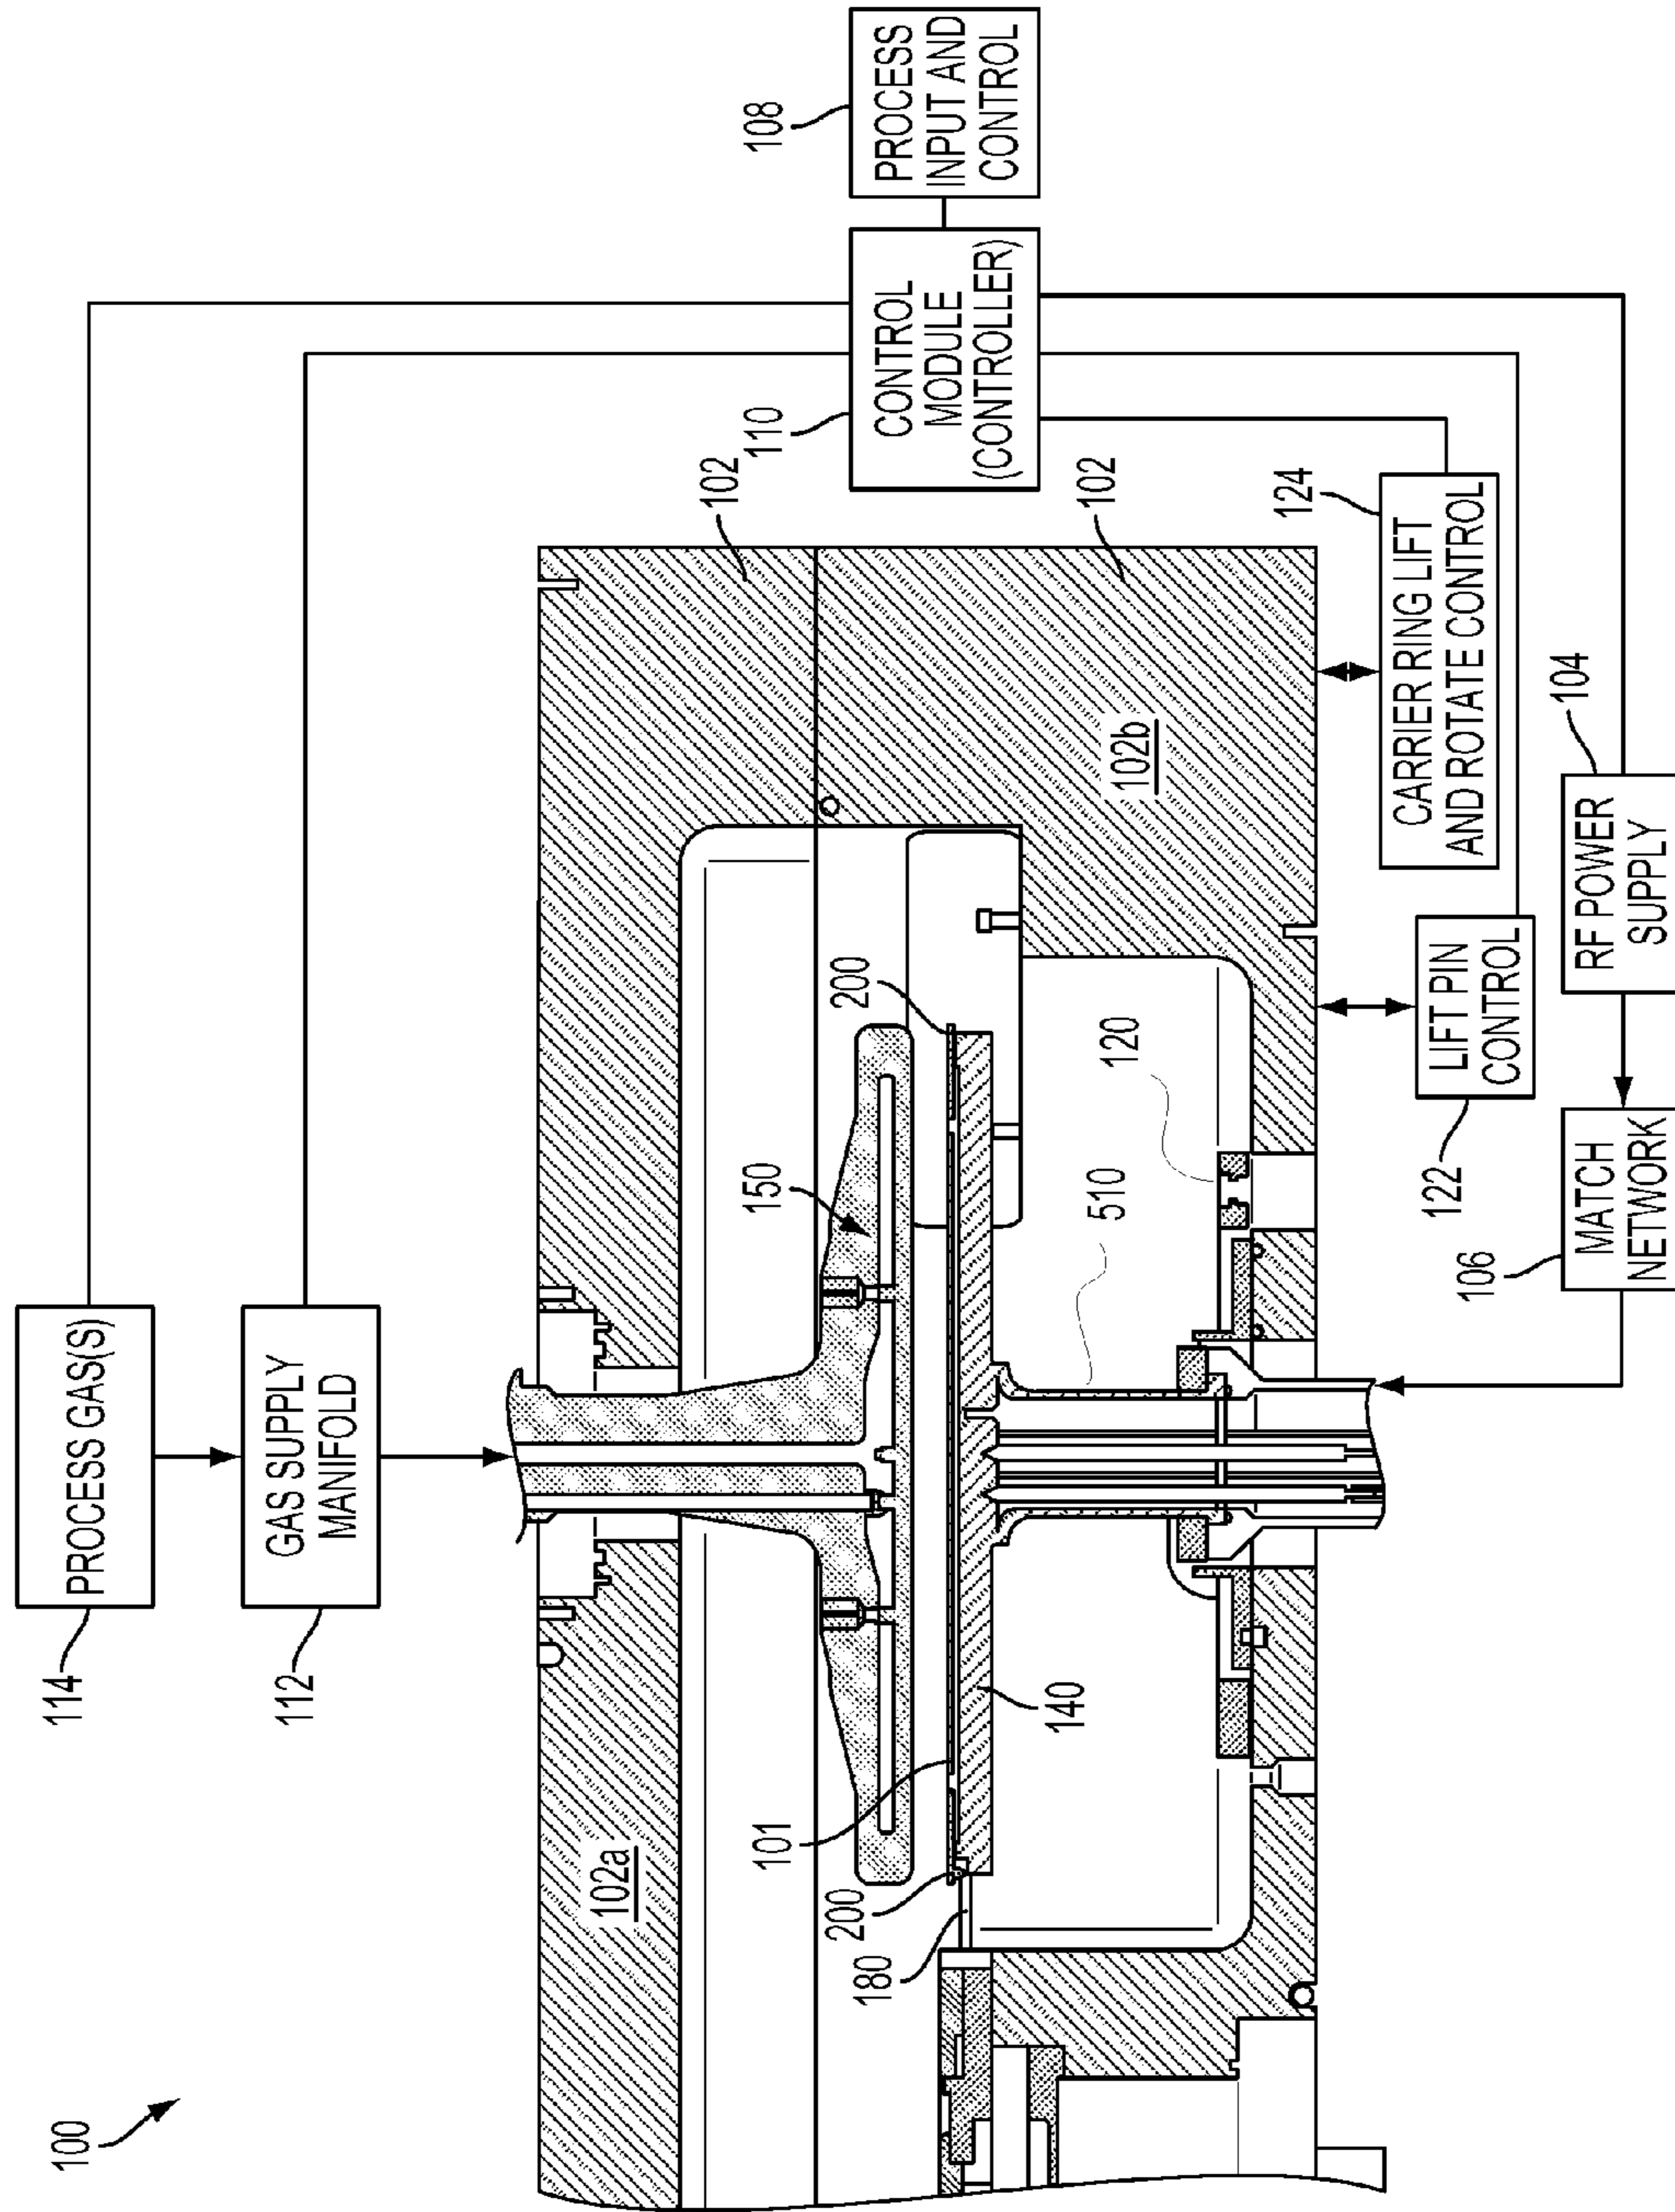 100
114
PROCESS GAS(S)
112
GAS SUPPLY
MANIFOLD
102a
102
110
CONTROL
MODULE
(CONTROLLER)
108
PROCESS
INPUT AND
CONTROL
150
101
200
200
180
140
102b
102
510
120
124
CARRIER RING LIFT
AND ROTATE CONTROL
122
LIFT PIN
CONTROL
104
RF POWER
SUPPLY
106
MATCH
NETWORK